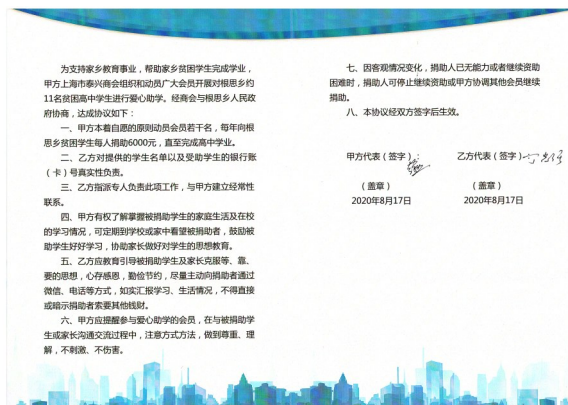 为支持家乡教育事业，帮助家乡贫困学生完成学业，
甲方上海市泰兴商会组织和动员广大会员开展对根思乡约
11名贫困高中学生进行爱心助学。经商会与根思乡人民政
府协商，达成协议如下：
一、甲方本着自愿的原则动员会员若干名，每年向根
思乡贫困学生每人捐助6000元，直至完成高中学业。
二、乙方对提供的学生名单以及受助学生的银行账
（卡）号真实性负责。
三、乙方指派专人负责此项工作，与甲方建立经常性
联系。
四、甲方有权了解掌握被捐助学生的家庭生活及在校
的学习情况，可定期到学校或家中看望被捐助者，鼓励被
助学生好好学习，协助家长做好对学生的思想教育。
五、乙方应教育引导被捐助学生及家长克服等、靠、
要的思想，心存感恩，勤俭节约，尽量主动向捐助者通过
微信、电话等方式，如实汇报学习、生活情况，不得直接
或暗示捐助者索要其他钱财。
六、甲方应提醒参与爱心助学的会员，在与被捐助学
生或家长沟通交流过程中，注意方式方法，做到尊重、理
解，不刺激、不伤害。
七、因客观情况变化，捐助人已无能力或者继续资助
困难时，捐助人可停止继续资助或甲方协调其他会员继续
捐助。
八、本协议经双方签字后生效。
甲方代表（签字） 乙方代表（签字）
（盖章） （盖章）
2020年8月17日 2020年8月17日